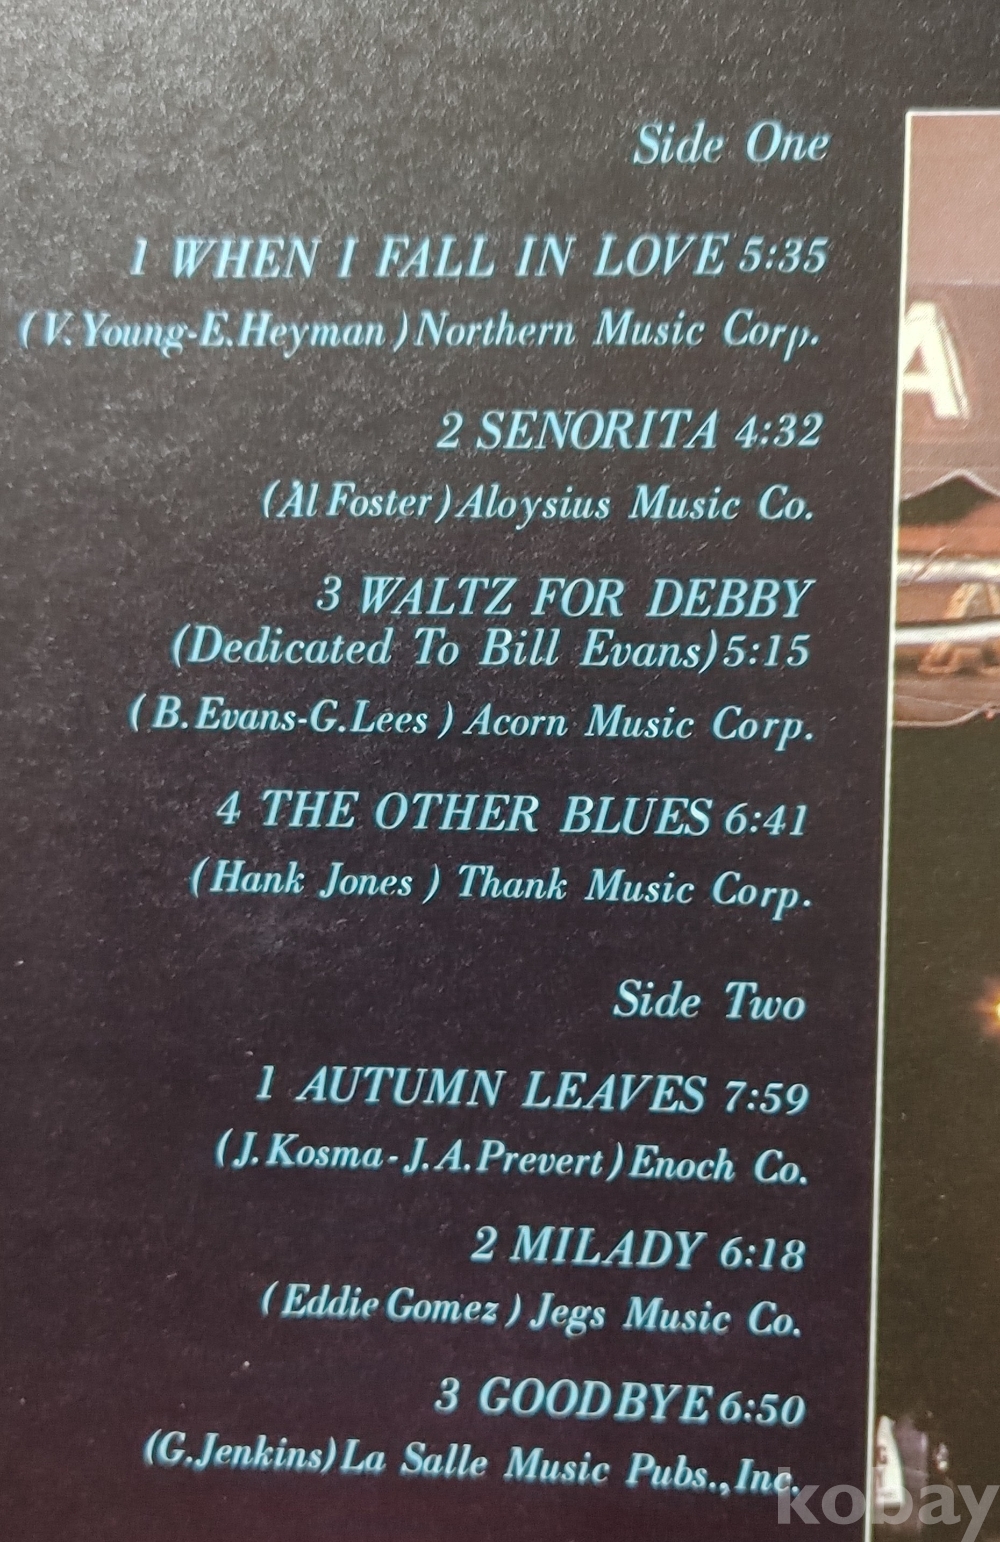 Side One
1 WHEN I FALL IN LOVE 5:35
(V.Young-E.Heyman) Northern Music Corp.
2 SENORITA 4:32
(Al Foster) Aloysius Music Co.
3 WALTZ FOR DEBBY
(Dedicated To Bill Evans) 5:15
(B.Evans-G.Lees) Acorn Music Corp.
4 THE OTHER BLUES 6:41
(Hank Jones) Thank Music Corp.
Side Two
1 AUTUMN LEAVES 7:59
(J.Kosma-J.A.Prevert) Enoch Co.
2 MILADY 6:18
(Eddie Gomez) Jegs Music Co.
3 GOODBYE 6:50
(G.Jenkins) La Salle Music Pubs., Inc.
A
kobay